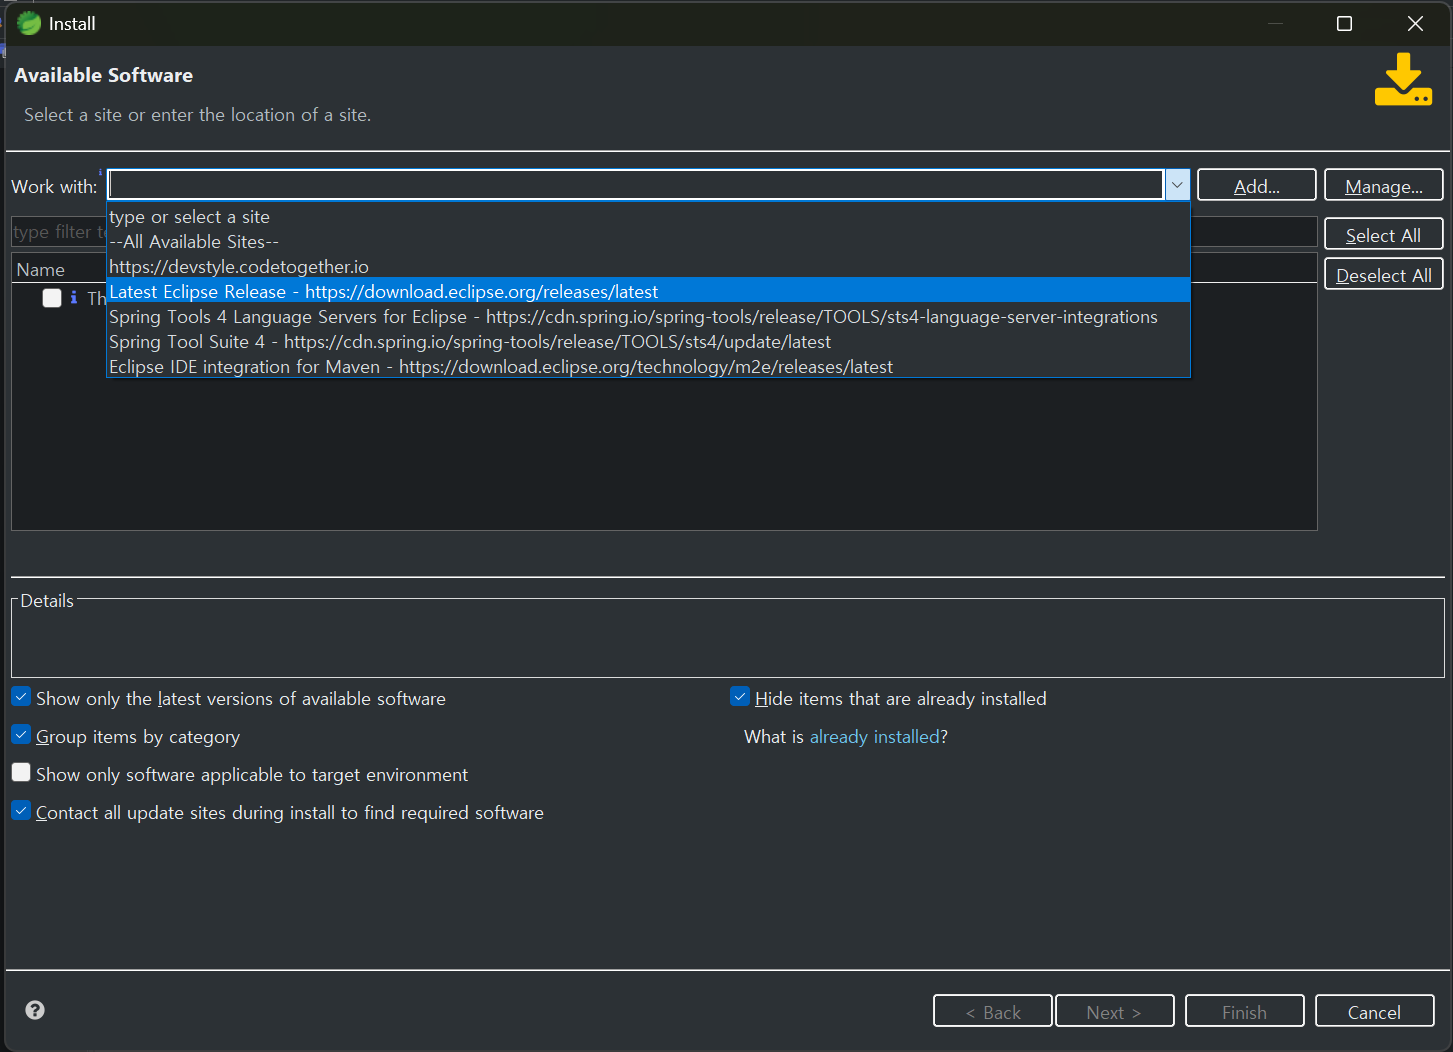 Install
Available Software
Select a site or enter the location of a site.
Work with:
Add...
Manage...
type or select a site
--All Available Sites--
https://devstyle.codetogether.io
Latest Eclipse Release - https://download.eclipse.org/releases/latest
Spring Tools 4 Language Servers for Eclipse - https://cdn.spring.io/spring-tools/release/TOOLS/sts4-language-server-integrations
Spring Tool Suite 4 - https://cdn.spring.io/spring-tools/release/TOOLS/sts4/update/latest
Eclipse IDE integration for Maven - https://download.eclipse.org/technology/m2e/releases/latest
type filter
Select All
Name
Deselect All
Details
Show only the latest versions of available software
Hide items that are already installed
Group items by category
What is already installed?
Show only software applicable to target environment
Contact all update sites during install to find required software
< Back
Next >
Finish
Cancel